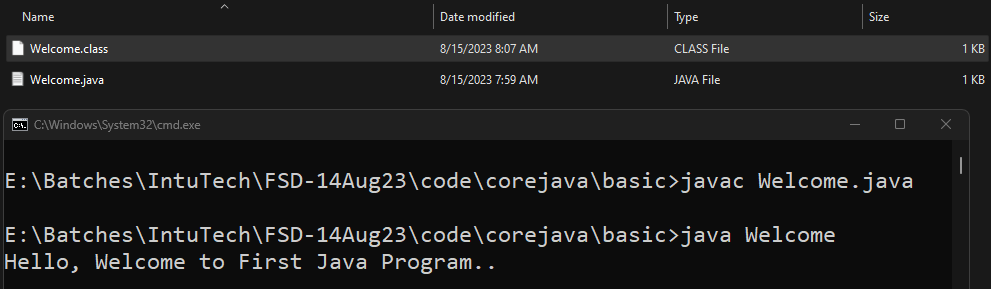 Name Date modified Type Size
Welcome.class 8/15/2023 8:07 AM CLASS File 1 KB
Welcome.java 8/15/2023 7:59 AM JAVA File 1 KB
C:\Windows\System32\cmd.exe
E:\Batches\IntuTech\FSD-14Aug23\code\corejava\basic>javac Welcome.java
E:\Batches\IntuTech\FSD-14Aug23\code\corejava\basic>java Welcome
Hello, Welcome to First Java Program..